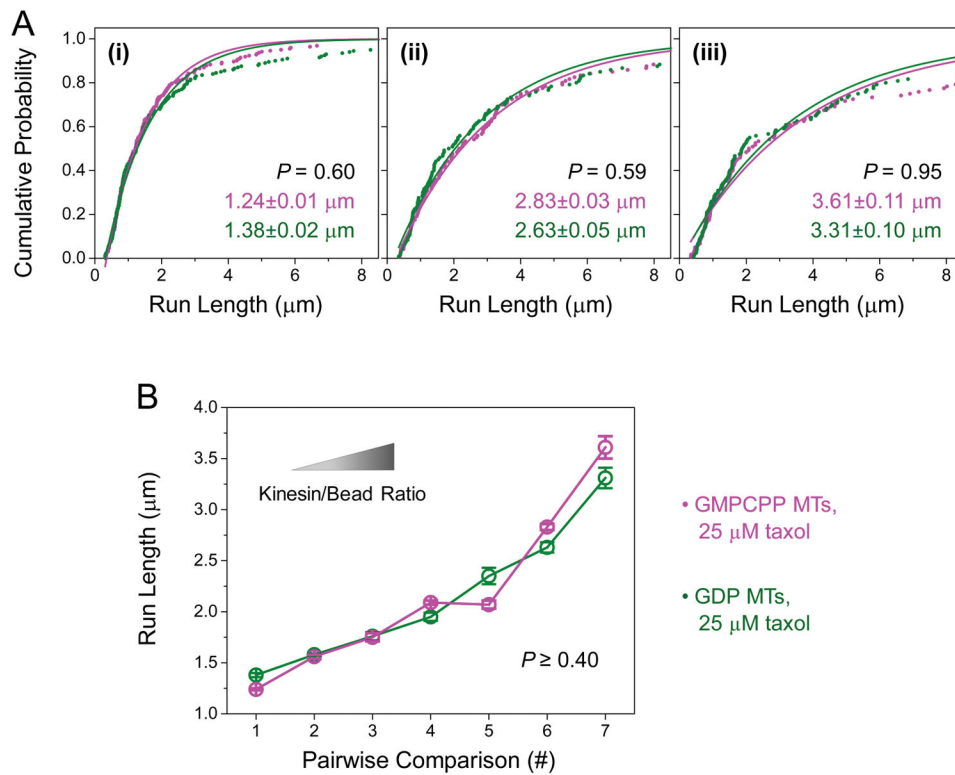 A
(i)
(ii)
(iii)
Cumulative Probability
1.0
0.8
0.6
0.4
0.2
0.0
P = 0.60
1.24±0.01 μm
1.38±0.02 μm
P = 0.59
2.83±0.03 μm
2.63±0.05 μm
P = 0.95
3.61±0.11 μm
3.31±0.10 μm
0 2 4 6 8
0 2 4 6 8
0 2 4 6 8
Run Length (μm)
Run Length (μm)
Run Length (μm)
B
Run Length (μm)
4.0
3.5
3.0
2.5
2.0
1.5
1.0
Kinesin/Bead Ratio
P ≥ 0.40
1 2 3 4 5 6 7
Pairwise Comparison (#)
• GMPCPP MTs,
25 μM taxol
• GDP MTs,
25 μM taxol